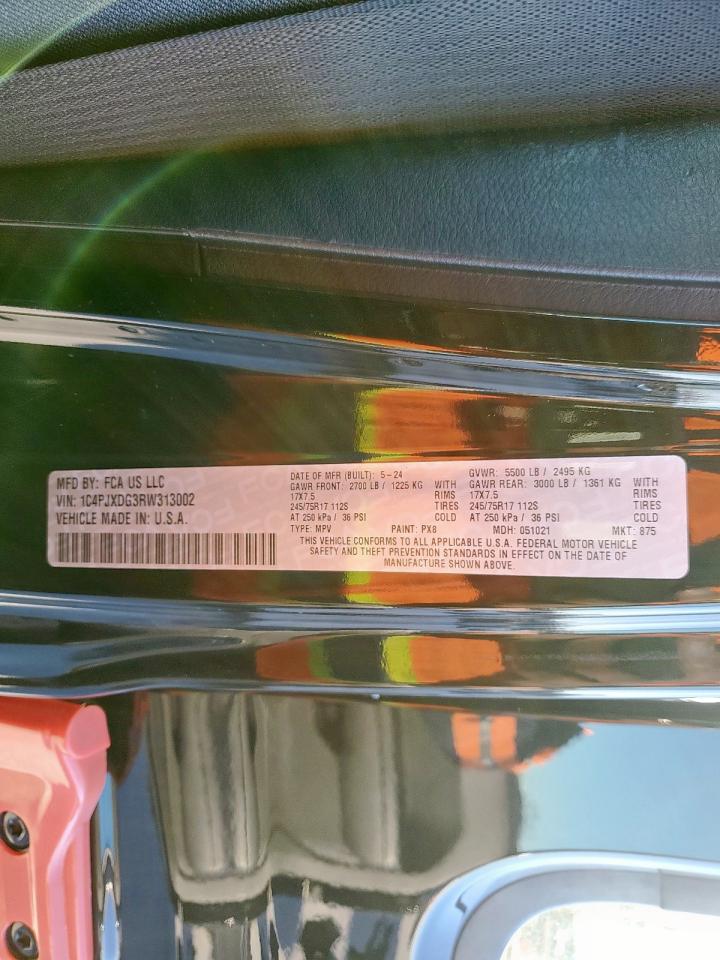 MFD BY: FCA US LLC
VIN: 1C4PJXDG3RW313002
VEHICLE MADE IN: U.S.A.
DATE OF MFR (BUILT): 5-24 GVWR: 5500 LB / 2495 KG
GAWR FRONT: 2700 LB / 1225 KG WITH GAWR REAR: 3000 LB / 1361 KG WITH
17X7.5 RIMS 17X7.5 RIMS
245/75R17 112S TIRES 245/75R17 112S TIRES
AT 250 kPa / 36 PSI COLD AT 250 kPa / 36 PSI COLD
TYPE: MPV PAINT: PX8 MDH: 051021 MKT: 875
THIS VEHICLE CONFORMS TO ALL APPLICABLE U.S.A. FEDERAL MOTOR VEHICLE
SAFETY AND THEFT PREVENTION STANDARDS IN EFFECT ON THE DATE OF
MANUFACTURE SHOWN ABOVE.